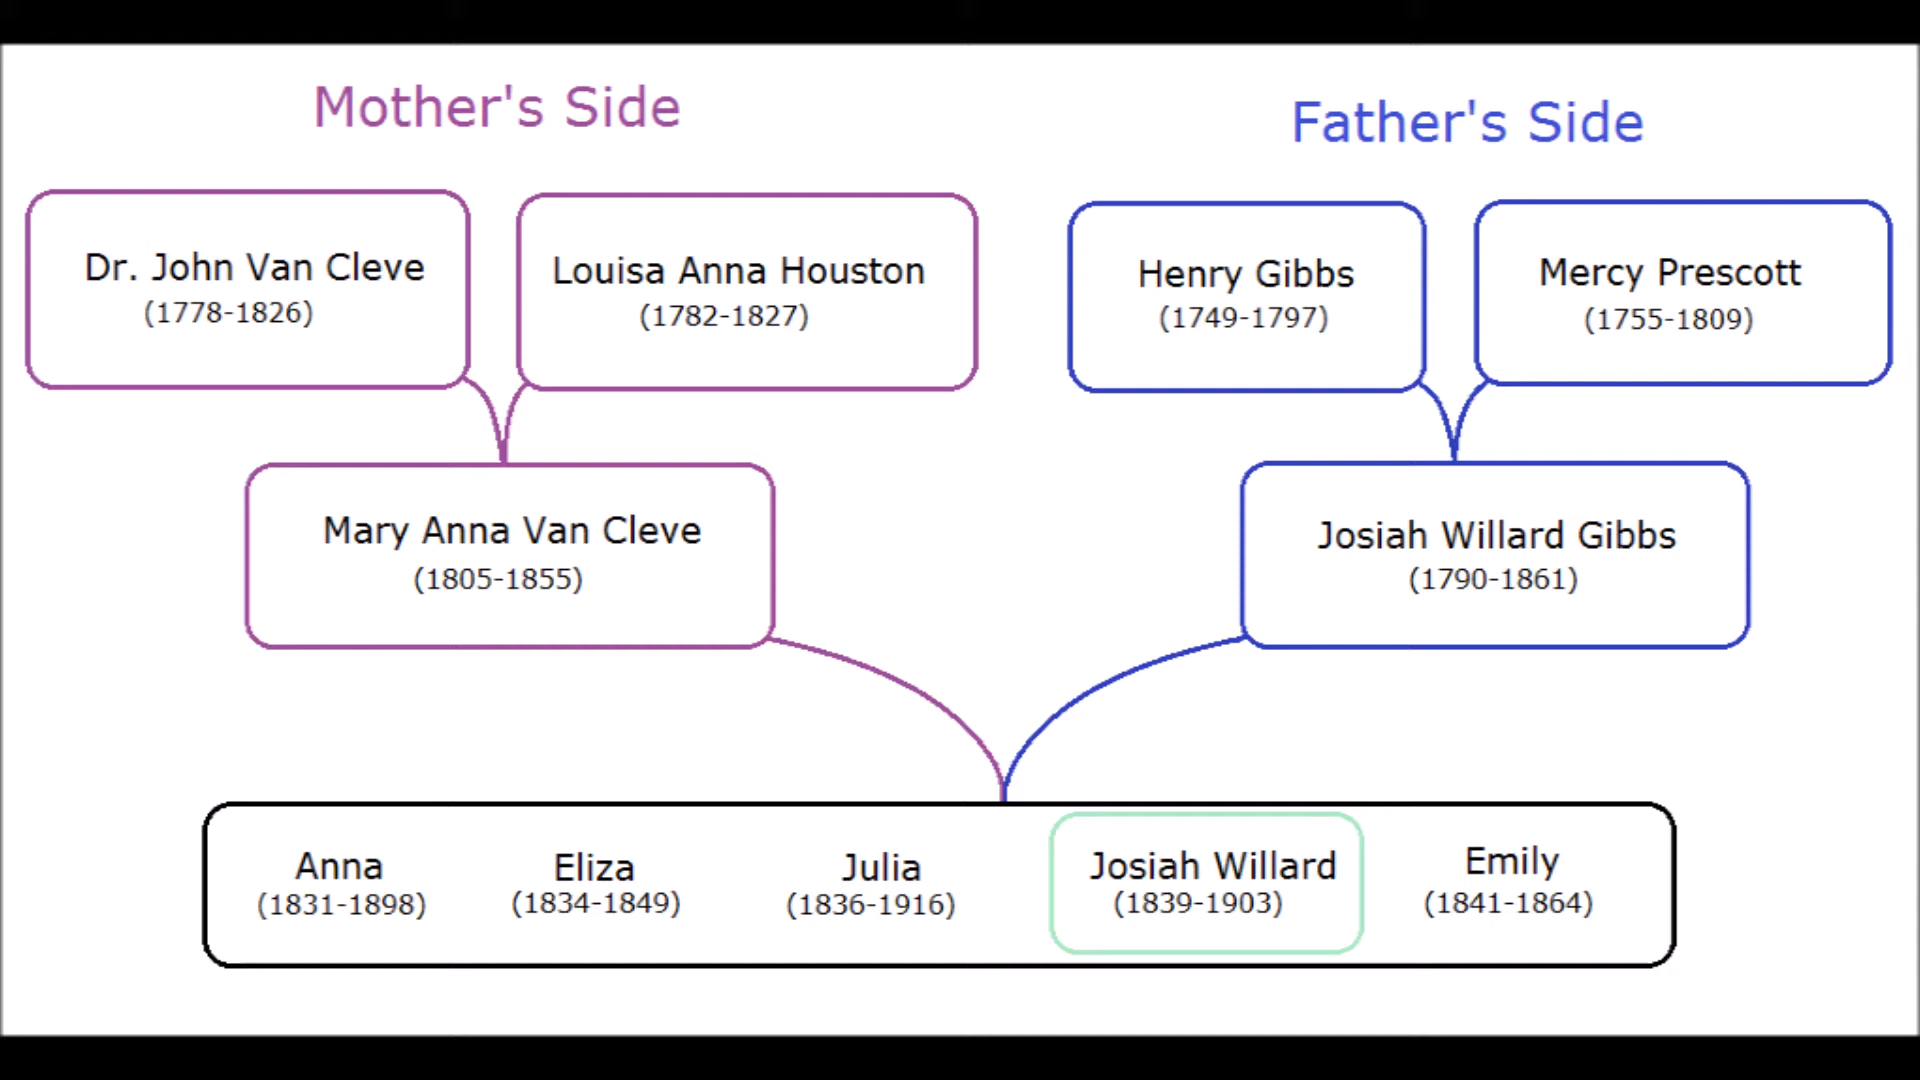 Mother's Side
Father's Side
Dr. John Van Cleve
(1778-1826)
Louisa Anna Houston
(1782-1827)
Henry Gibbs
(1749-1797)
Mercy Prescott
(1755-1809)
Mary Anna Van Cleve
(1805-1855)
Josiah Willard Gibbs
(1790-1861)
Anna
(1831-1898)
Eliza
(1834-1849)
Julia
(1836-1916)
Josiah Willard
(1839-1903)
Emily
(1841-1864)